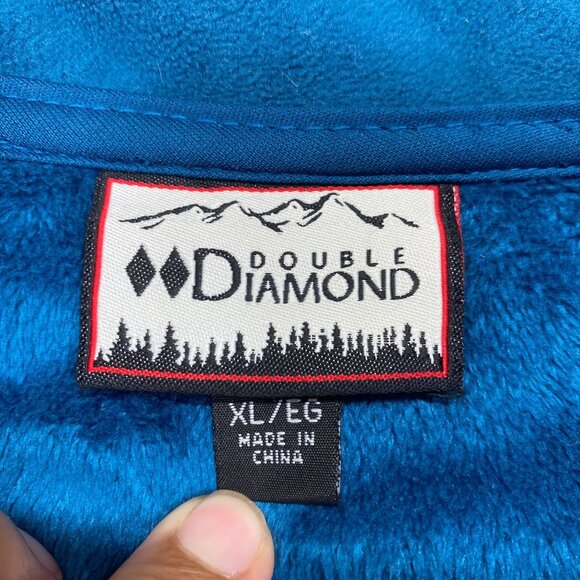 DOUBLE
DIAMOND
XL/EG
MADE IN
CHINA